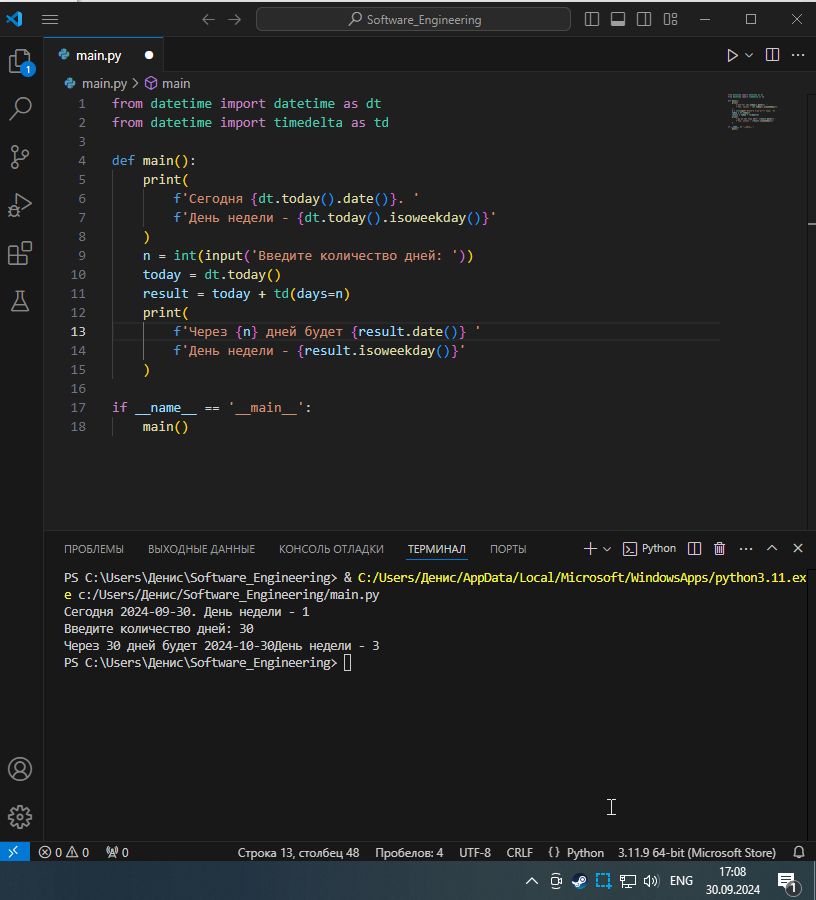 Software_Engineering
1
main.py
main.py > main
1 from datetime import datetime as dt
2 from datetime import timedelta as td
3
4 def main():
5 print(
6 f'Сегодня {dt.today().date()}. '
7 f'День недели - {dt.today().isoweekday()}'
8 )
9 n = int(input('Введите количество дней: '))
10 today = dt.today()
11 result = today + td(days=n)
12 print(
13 f'Через {n} дней будет {result.date()} '
14 f'День недели - {result.isoweekday()}'
15 )
16
17 if __name__ == '__main__':
18 main()
ПРОБЛЕМЫ ВЫХОДНЫЕ ДАННЫЕ КОНСОЛЬ ОТЛАДКИ ТЕРМИНАЛ ПОРТЫ Python
PS C:\Users\Денис\Software_Engineering> & C:/Users/Денис/AppData/Local/Microsoft/WindowsApps/python3.11.ex
e c:/Users/Денис/Software_Engineering/main.py
Сегодня 2024-09-30. День недели - 1
Введите количество дней: 30
Через 30 дней будет 2024-10-30День недели - 3
PS C:\Users\Денис\Software_Engineering>
0 0 0 Строка 13, столбец 48 Пробелов: 4 UTF-8 CRLF {} Python 3.11.9 64-bit (Microsoft Store)
ENG 17:08
30.09.2024
1